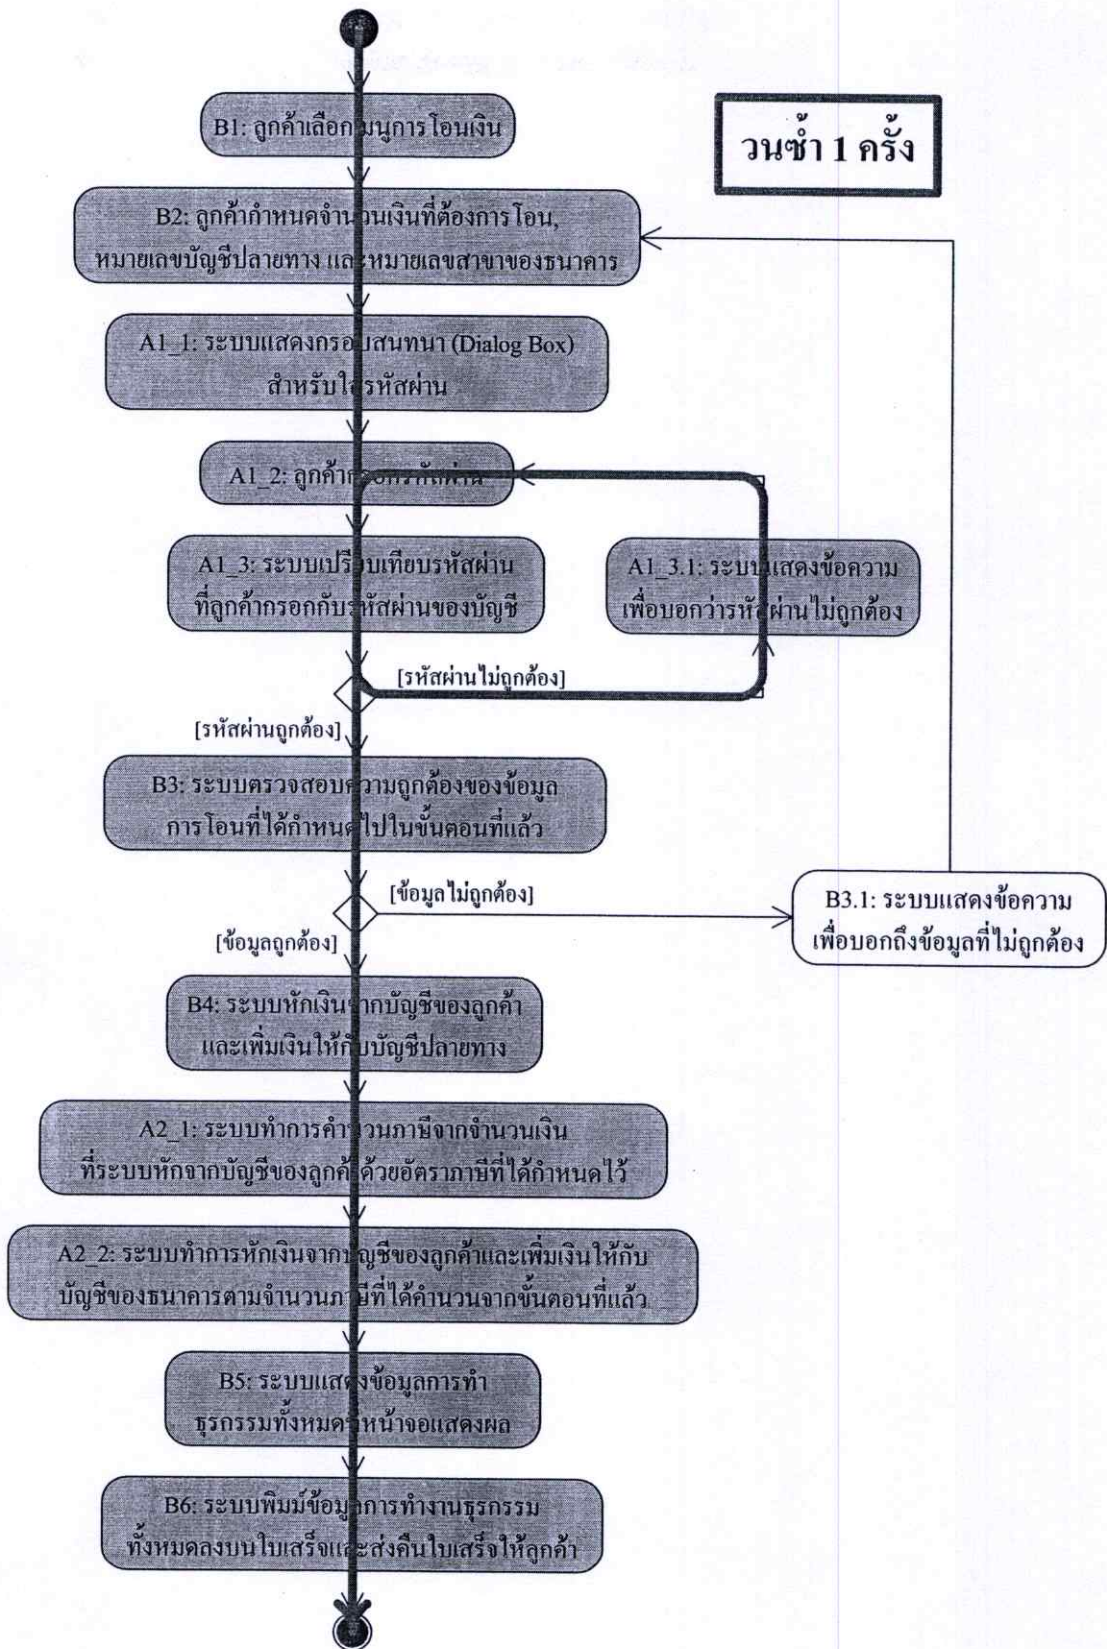 B1: ลูกค้าเลือกเมนูการโอนเงิน
วนซ้ำ 1 ครั้ง
B2: ลูกค้ากำหนดจำนวนเงินที่ต้องการโอน,
หมายเลขบัญชีปลายทาง และหมายเลขสาขาของธนาคาร
A1_1: ระบบแสดงกรอบสนทนา (Dialog Box)
สำหรับใส่รหัสผ่าน
A1_2: ลูกค้ากรอกรหัสผ่าน
A1_3: ระบบเปรียบเทียบรหัสผ่าน
ที่ลูกค้ากรอกกับรหัสผ่านของบัญชี
A1_3.1: ระบบแสดงข้อความ
เพื่อบอกว่ารหัสผ่านไม่ถูกต้อง
[รหัสผ่านไม่ถูกต้อง]
[รหัสผ่านถูกต้อง]
B3: ระบบตรวจสอบความถูกต้องของข้อมูล
การโอนที่ได้กำหนดไปในขั้นตอนที่แล้ว
[ข้อมูลไม่ถูกต้อง]
B3.1: ระบบแสดงข้อความ
เพื่อบอกถึงข้อมูลที่ไม่ถูกต้อง
[ข้อมูลถูกต้อง]
B4: ระบบหักเงินจากบัญชีของลูกค้า
และเพิ่มเงินให้กับบัญชีปลายทาง
A2_1: ระบบทำการคำนวนภาษีจากจำนวนเงิน
ที่ระบบหักจากบัญชีของลูกค้าด้วยอัตราภาษีที่ได้กำหนดไว้
A2_2: ระบบทำการหักเงินจากบัญชีของลูกค้าและเพิ่มเงินให้กับ
บัญชีของธนาคารตามจำนวนภาษีที่ได้คำนวนจากขั้นตอนที่แล้ว
B5: ระบบแสดงข้อมูลการทำ
ธุรกรรมทั้งหมดที่หน้าจอแสดงผล
B6: ระบบพิมม์ข้อมูลการทำงานธุรกรรม
ทั้งหมดลงบนใบเสร็จและส่งคืนใบเสร็จให้ลูกค้า